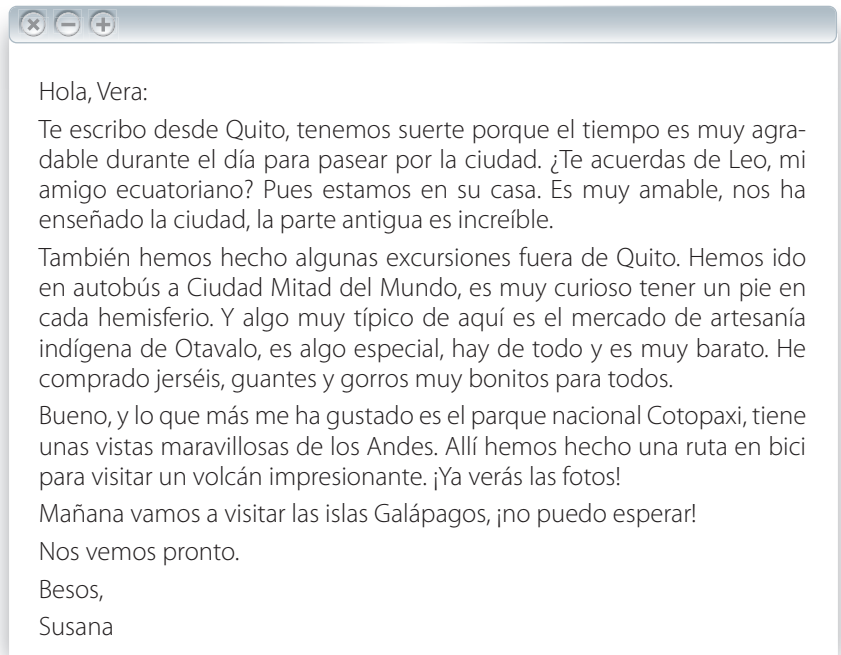 Hola, Vera:
Te escribo desde Quito, tenemos suerte porque el tiempo es muy agra-
dable durante el día para pasear por la ciudad. ¿Te acuerdas de Leo, mi
amigo ecuatoriano? Pues estamos en su casa. Es muy amable, nos ha
enseñado la ciudad, la parte antigua es increíble.
También hemos hecho algunas excursiones fuera de Quito. Hemos ido
en autobús a Ciudad Mitad del Mundo, es muy curioso tener un pie en
cada hemisferio. Y algo muy típico de aquí es el mercado de artesanía
indígena de Otavalo, es algo especial, hay de todo y es muy barato. He
comprado jerséis, guantes y gorros muy bonitos para todos.
Bueno, y lo que más me ha gustado es el parque nacional Cotopaxi, tiene
unas vistas maravillosas de los Andes. Allí hemos hecho una ruta en bici
para visitar un volcán impresionante. ¡Ya verás las fotos!
Mañana vamos a visitar las islas Galápagos, ¡no puedo esperar!
Nos vemos pronto.
Besos,
Susana